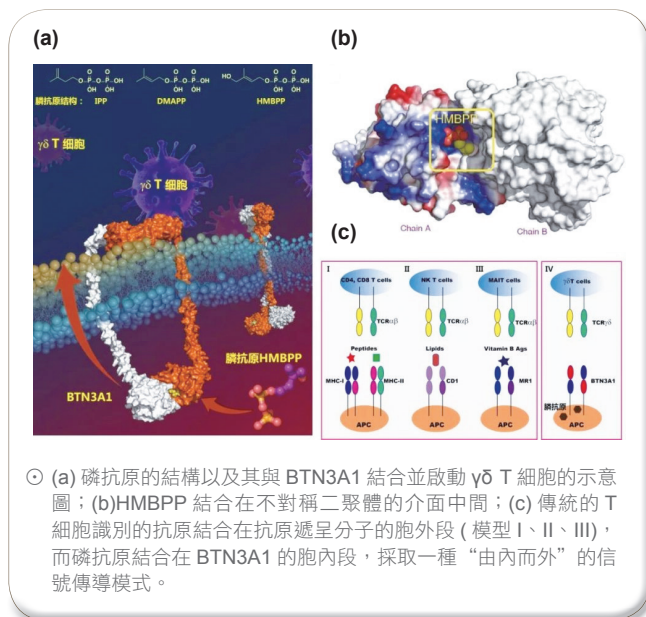 (a)
(b)
磷抗原结构： IPP DMAPP HMBPP
γδ T 细胞
γδ T 细胞
BTN3A1
磷抗原HMBPP
HMBPP
Chain A Chain B
(c)
I II III IV
CD4, CD8 T cells NK T cells MAIT cells γδT cells
TCRαβ TCRαβ TCRαβ TCRγδ
Peptides Lipids Vitamin B Ags
MHC-I MHC-II CD1 MR1 BTN3A1
磷抗原
APC APC APC APC
⊙ (a) 磷抗原的結構以及其與 BTN3A1 結合並啟動 γδ T 細胞的示意
圖；(b)HMBPP 結合在不對稱二聚體的介面中間；(c) 傳統的 T
細胞識別的抗原結合在抗原遞呈分子的胞外段 ( 模型 I、II、III)，
而磷抗原結合在 BTN3A1 的胞內段，採取一種“由內而外”的信
號傳導模式。